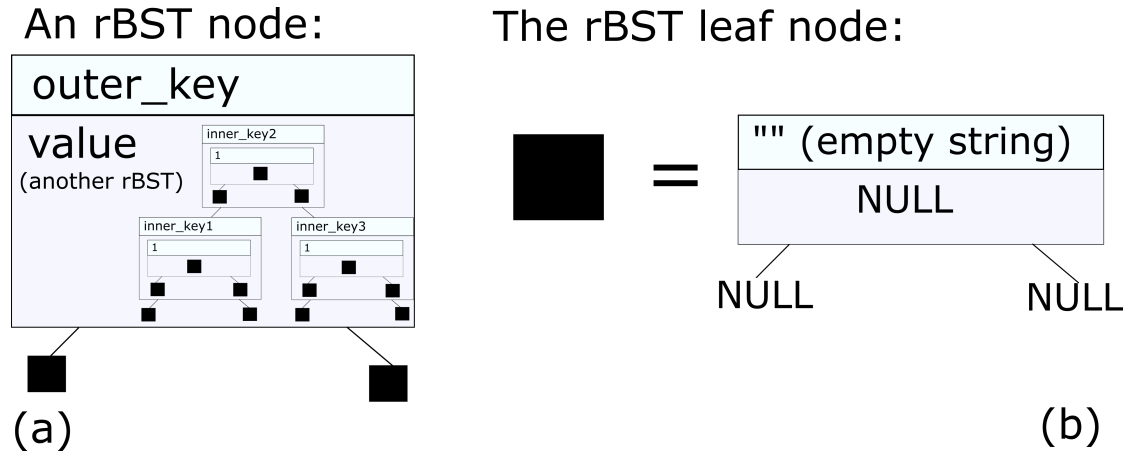 An rBST node:
outer_key
value
(another rBST)
inner_key2
1
inner_key1
1
inner_key3
1
(a)
The rBST leaf node:
=
"" (empty string)
NULL
NULL
NULL
(b)